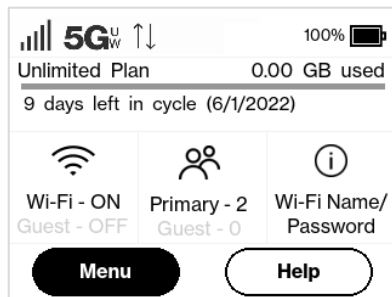 5G UW 100%
Unlimited Plan 0.00 GB used
9 days left in cycle (6/1/2022)
Wi-Fi - ON Primary - 2 Wi-Fi Name/
Guest - OFF Guest - 0 Password
Menu Help